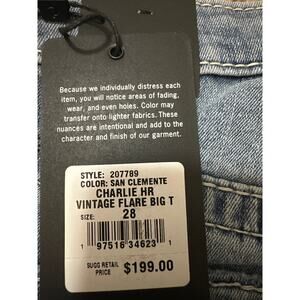 Because we individually distress each
item, you will notice areas of fading,
wear, and even holes. Color may
transfer onto lighter fabrics. These
nuances are intentional and add to the
character and finish of our garment.
STYLE: 207789
COLOR: SAN CLEMENTE
CHARLIE HR
VINTAGE FLARE BIG T
SIZE:
28
1 97516 34623 1
SUGG RETAIL
PRICE $199.00